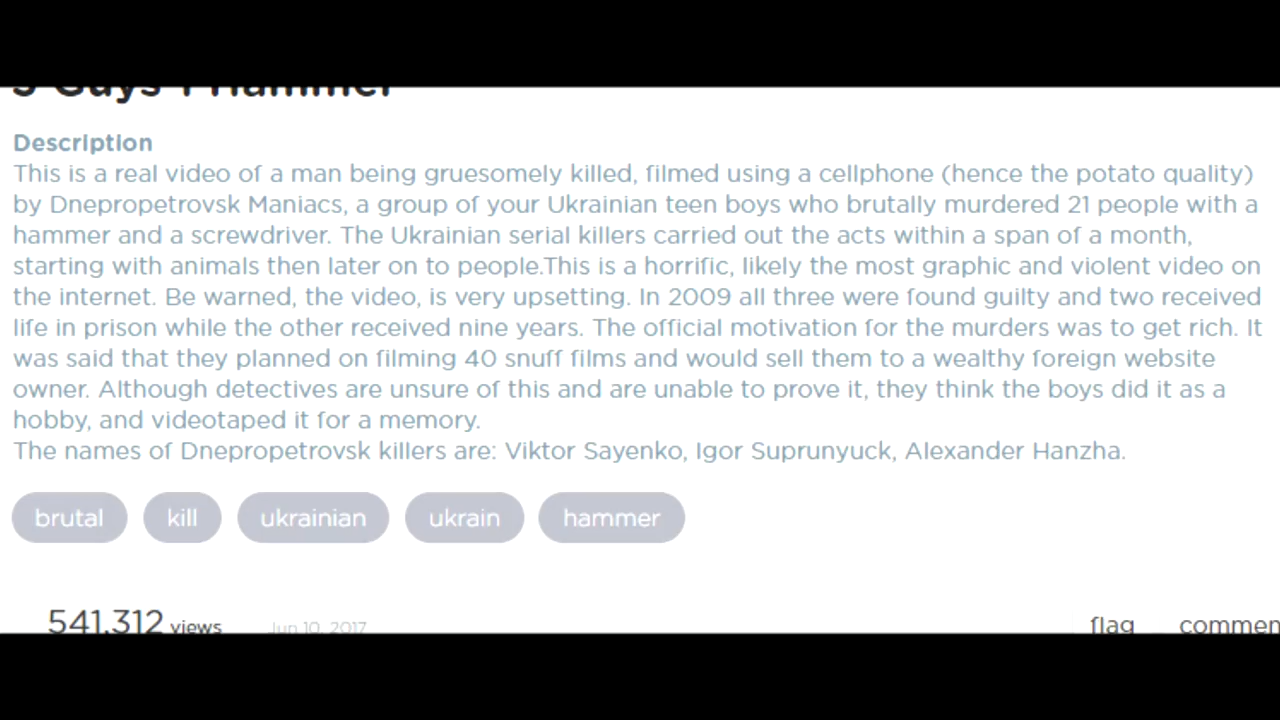 3 Guys 1 Hammer
Description
This is a real video of a man being gruesomely killed, filmed using a cellphone (hence the potato quality)
by Dnepropetrovsk Maniacs, a group of your Ukrainian teen boys who brutally murdered 21 people with a
hammer and a screwdriver. The Ukrainian serial killers carried out the acts within a span of a month,
starting with animals then later on to people.This is a horrific, likely the most graphic and violent video on
the internet. Be warned, the video, is very upsetting. In 2009 all three were found guilty and two received
life in prison while the other received nine years. The official motivation for the murders was to get rich. It
was said that they planned on filming 40 snuff films and would sell them to a wealthy foreign website
owner. Although detectives are unsure of this and are unable to prove it, they think the boys did it as a
hobby, and videotaped it for a memory.
The names of Dnepropetrovsk killers are: Viktor Sayenko, Igor Suprunyuck, Alexander Hanzha.
brutal kill ukrainian ukrain hammer
541,312 views Jun 10, 2017 flag commen